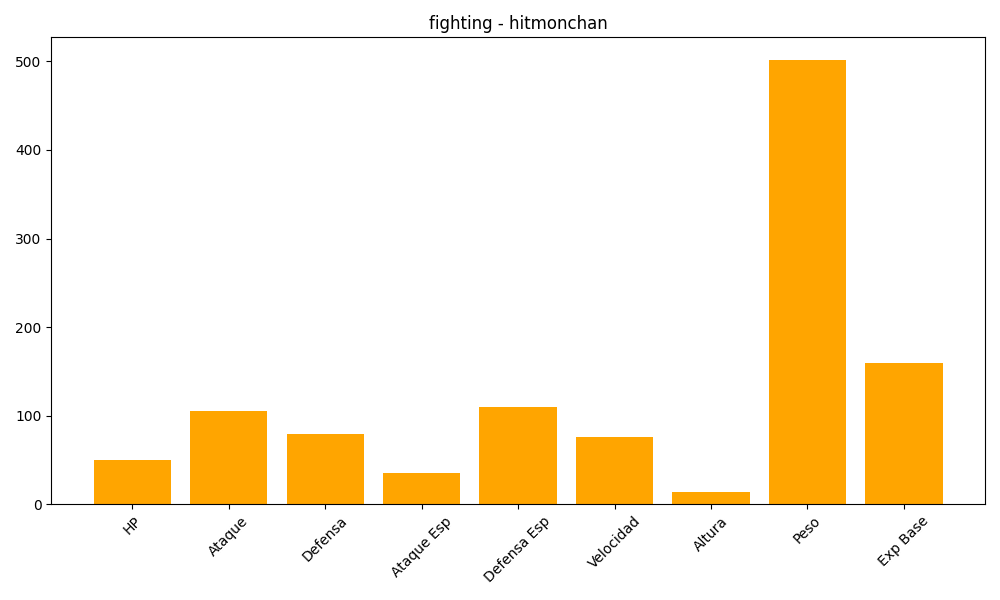 fighting - hitmonchan
500
400
300
200
100
0
HP
Ataque
Defensa
Ataque Esp
Defensa Esp
Velocidad
Altura
Peso
Exp Base